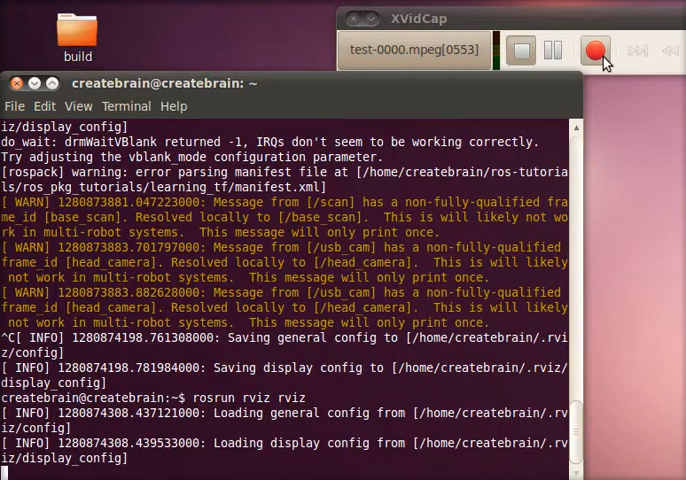 XVidCap
build
test-0000.mpeg[0553]
createbrain@createbrain: ~
File Edit View Terminal Help
iz/display_config]
do_wait: drmWaitVBlank returned -1, IRQs don't seem to be working correctly.
Try adjusting the vblank_mode configuration parameter.
[rospack] warning: error parsing manifest file at [/home/createbrain/ros-tutoria
ls/ros_pkg_tutorials/learning_tf/manifest.xml]
[ WARN] 1280873881.047223000: Message from [/scan] has a non-fully-qualified fra
me_id [base_scan]. Resolved locally to [/base_scan].  This is will likely not wo
rk in multi-robot systems.  This message will only print once.
[ WARN] 1280873883.701797000: Message from [/usb_cam] has a non-fully-qualified
frame_id [head_camera]. Resolved locally to [/head_camera].  This is will likely
 not work in multi-robot systems.  This message will only print once.
[ WARN] 1280873883.882628000: Message from [/usb_cam] has a non-fully-qualified
frame_id [head_camera]. Resolved locally to [/head_camera].  This is will likely
 not work in multi-robot systems.  This message will only print once.
^C[ INFO] 1280874198.761308000: Saving general config to [/home/createbrain/.rvi
z/config]
[ INFO] 1280874198.781984000: Saving display config to [/home/createbrain/.rviz/
display_config]
createbrain@createbrain:~$ rosrun rviz rviz
[ INFO] 1280874308.437121000: Loading general config from [/home/createbrain/.rv
iz/config]
[ INFO] 1280874308.439533000: Loading display config from [/home/createbrain/.rv
iz/display_config]